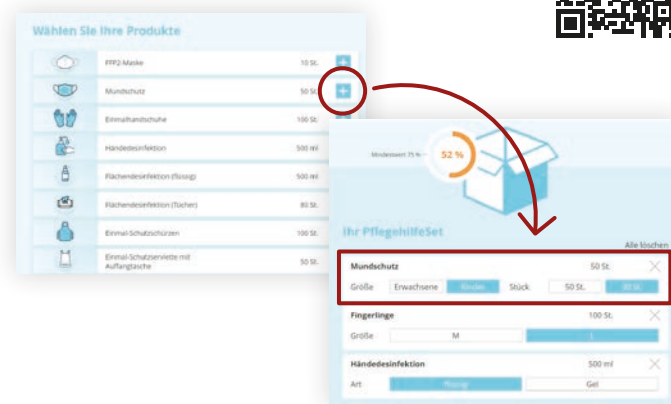 Wählen Sie Ihre Produkte
FFP2-Maske 10 St.
Mundschutz 50 St.
Einmalhandschuhe 100 St.
Händedesinfektion 500 ml
Flächendesinfektion (flüssig) 500 ml
Flächendesinfektion (Tücher) 80 St.
Einmal-Schutzschürzen 100 St.
Einmal-Schutzserviette mit
Auffangtasche 50 St.
Mindestwert 75 % 52 %
Ihr PflegehilfeSet
Alle löschen
Mundschutz 50 St.
Größe Erwachsene Kinder Stück 50 St.
Fingerlinge 100 St.
Größe M L
Händedesinfektion 500 ml
Art flüssig Gel